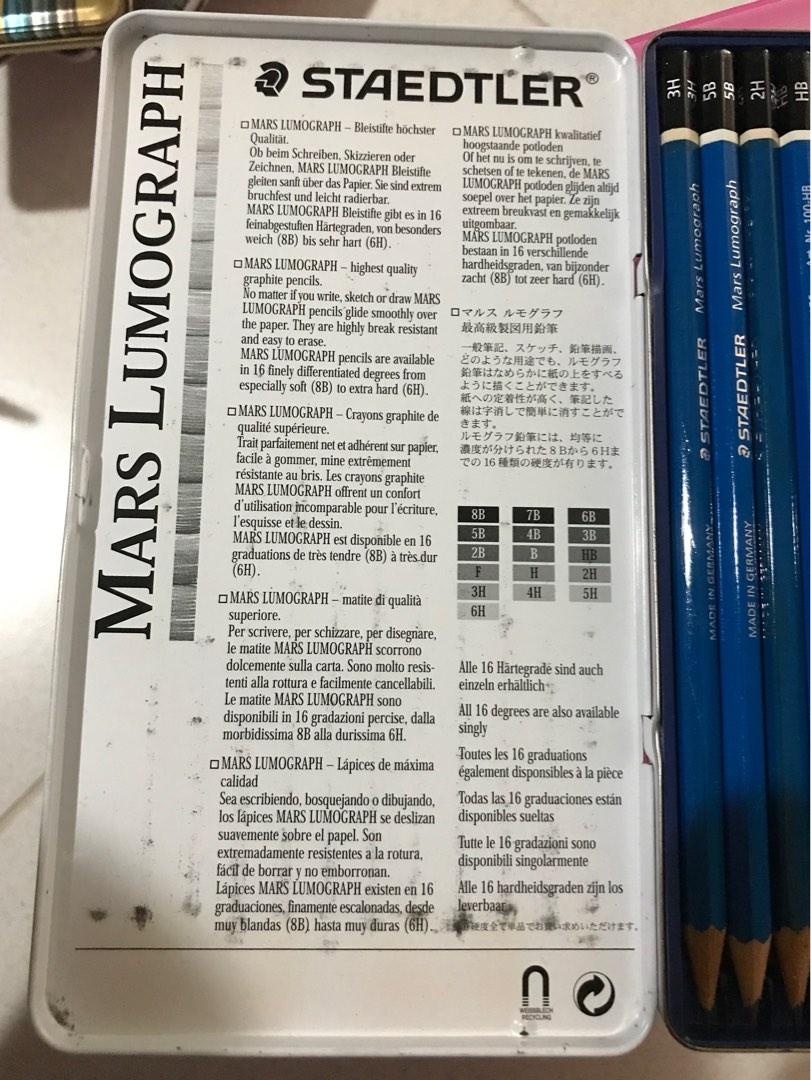 MARS LUMOGRAPH
STAEDTLER®
MARS LUMOGRAPH – Bleistifte höchster
Qualität.
Ob beim Schreiben, Skizzieren oder
Zeichnen, MARS LUMOGRAPH Bleistifte
gleiten sanft über das Papier. Sie sind extrem
bruchfest und leicht radierbar.
MARS LUMOGRAPH Bleistifte gibt es in 16
feinabgestuften Härtegraden, von besonders
weich (8B) bis sehr hart (6H).
MARS LUMOGRAPH – highest quality
graphite pencils.
No matter if you write, sketch or draw MARS
LUMOGRAPH pencils glide smoothly over
the paper. They are highly break resistant
and easy to erase.
MARS LUMOGRAPH pencils are available
in 16 finely differentiated degrees from
especially soft (8B) to extra hard (6H).
MARS LUMOGRAPH – Crayons graphite de
qualité supérieure.
Trait parfaitement net et adhérent sur papier,
facile à gommer, mine extrêmement
résistante au bris. Les crayons graphite
MARS LUMOGRAPH offrent un confort
d'utilisation incomparable pour l'écriture,
l'esquisse et le dessin.
MARS LUMOGRAPH est disponible en 16
graduations de très tendre (8B) à très dur
(6H).
MARS LUMOGRAPH – matite di qualità
superiore.
Per scrivere, per schizzare, per disegnare,
le matite MARS LUMOGRAPH scorrono
dolcemente sulla carta. Sono molto resis-
tenti alla rottura e facilmente cancellabili.
Le matite MARS LUMOGRAPH sono
disponibili in 16 gradazioni percise, dalla
morbidissima 8B alla durissima 6H.
MARS LUMOGRAPH – Lápices de máxima
calidad
Sea escribiendo, bosquejando o dibujando,
los lápices MARS LUMOGRAPH se deslizan
suavemente sobre el papel. Son
extremadamente resistentes a la rotura,
fácil de borrar y no emborronan.
Lápices MARS LUMOGRAPH existen en 16
graduaciones, finamente escalonadas, desde
muy blandas (8B) hasta muy duras (6H).
MARS LUMOGRAPH kwalitatief
hoogstaande potloden
Of het nu is om te schrijven, te
schetsen of te tekenen, de MARS
LUMOGRAPH potloden glijden altijd
soepel over het papier. Ze zijn
extreem breukvast en gemakkelijk
uitgombaar.
MARS LUMOGRAPH potloden
bestaan in 16 verschillende
hardheidsgraden, van bijzonder
zacht (8B) tot zeer hard (6H).
マルス ルモグラフ
最高級製図用鉛筆
一般筆記、スケッチ、鉛筆描画、
どのような用途でも、ルモグラフ
鉛筆はなめらかに紙の上をすべる
ように描くことができます。
紙への定着性が高く、筆記した
線は字消しで簡単に消すことがで
きます。
ルモグラフ鉛筆には、均等に
濃度が分けられた8Bから6Hま
での16種類の硬度が有ります。
8B 7B 6B
5B 4B 3B
2B B HB
F H 2H
3H 4H 5H
6H
Alle 16 Härtegrade sind auch
einzeln erhältlich
All 16 degrees are also available
singly
Toutes les 16 graduations
également disponsibles à la pièce
Todas las 16 graduaciones están
disponibles sueltas
Tutte le 16 gradazioni sono
disponibili singolarmente
Alle 16 hardheidsgraden zijn los
leverbaar
硬度全て単品でお買い求めいただけます。
WEISSBLECH
RECYCLING
3H 3H
MADE IN GERMANY STAEDTLER Mars Lumograph
5B 5B
MADE IN GERMANY STAEDTLER Mars Lumograph
2H
HB
HB
100-HB